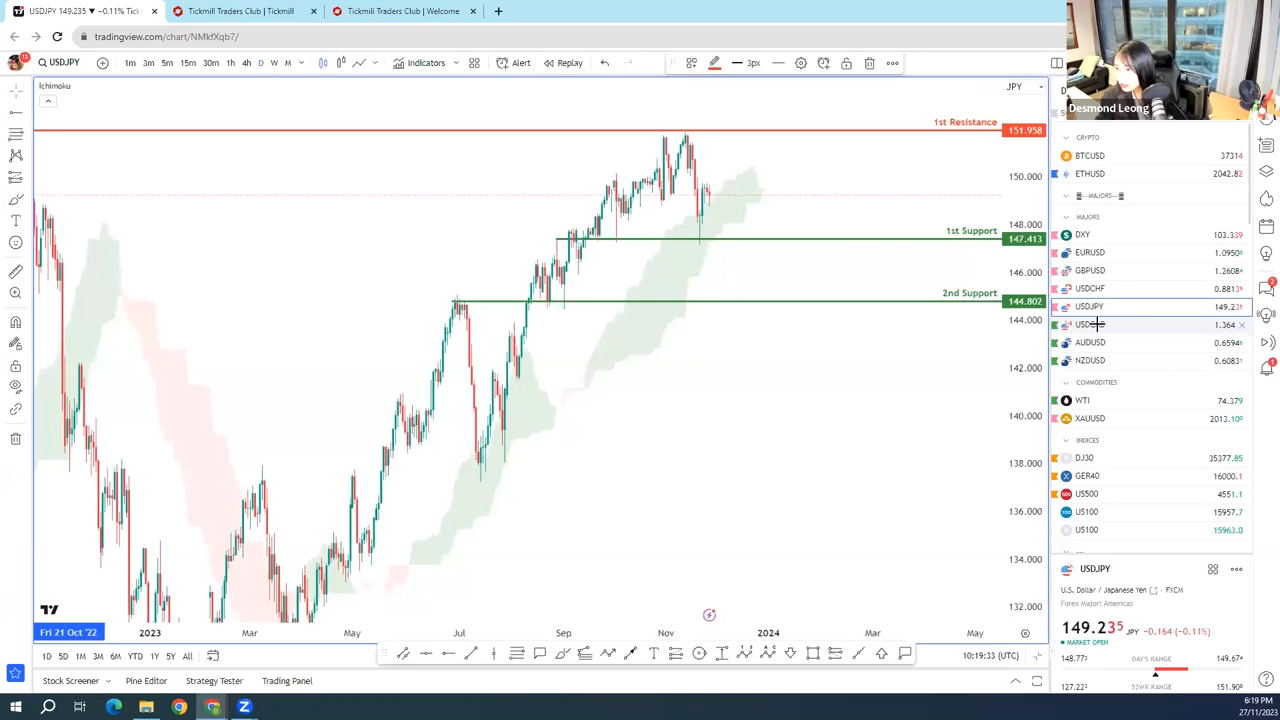 USDJPY 149.235 ▼ −0.11% Tickin
Tickmill Traders Club | Tickmill
Tickmill Traders Club | Welcome
tradingview.com/chart/NMkfXqb7/
12
USDJPY
1m 3m 5m 15m 30m 1h 4h D W M
Indicators
Alert
Replay
3px
Desmond Leong
Ichimoku
JPY
1st Resistance
151.958
150.000
148.000
1st Support
147.413
146.000
2nd Support
144.802
144.000
142.000
140.000
138.000
136.000
134.000
132.000
CRYPTO
BTCUSD 37314
ETHUSD 2042.82
---MAJORS---
MAJORS
DXY 103.339
EURUSD 1.0950
GBPUSD 1.2608
USDCHF 0.8813
USDJPY 149.235
1.364
AUDUSD 0.6594
NZDUSD 0.6083
COMMODITIES
WTI 74.379
XAUUSD 2013.10
INDICES
DJ30 35377.85
GER40 16000.1
US500 4551.1
US100 15957.7
US100 15963.0
USDJPY
U.S. Dollar / Japanese Yen FXCM
Forex Major: Americas
149.235 JPY −0.164 (−0.11%)
MARKET OPEN
148.77 DAY'S RANGE 149.67
127.22 52WK RANGE 151.90
Fri 21 Oct '22 2023 Mar May Jul Sep Nov 2024 Mar May
1D 5D 1M 3M 6M YTD 1Y 5Y All
10:19:33 (UTC)
Stock Screener Pine Editor Strategy Tester Trading Panel
6:19 PM
27/11/2023